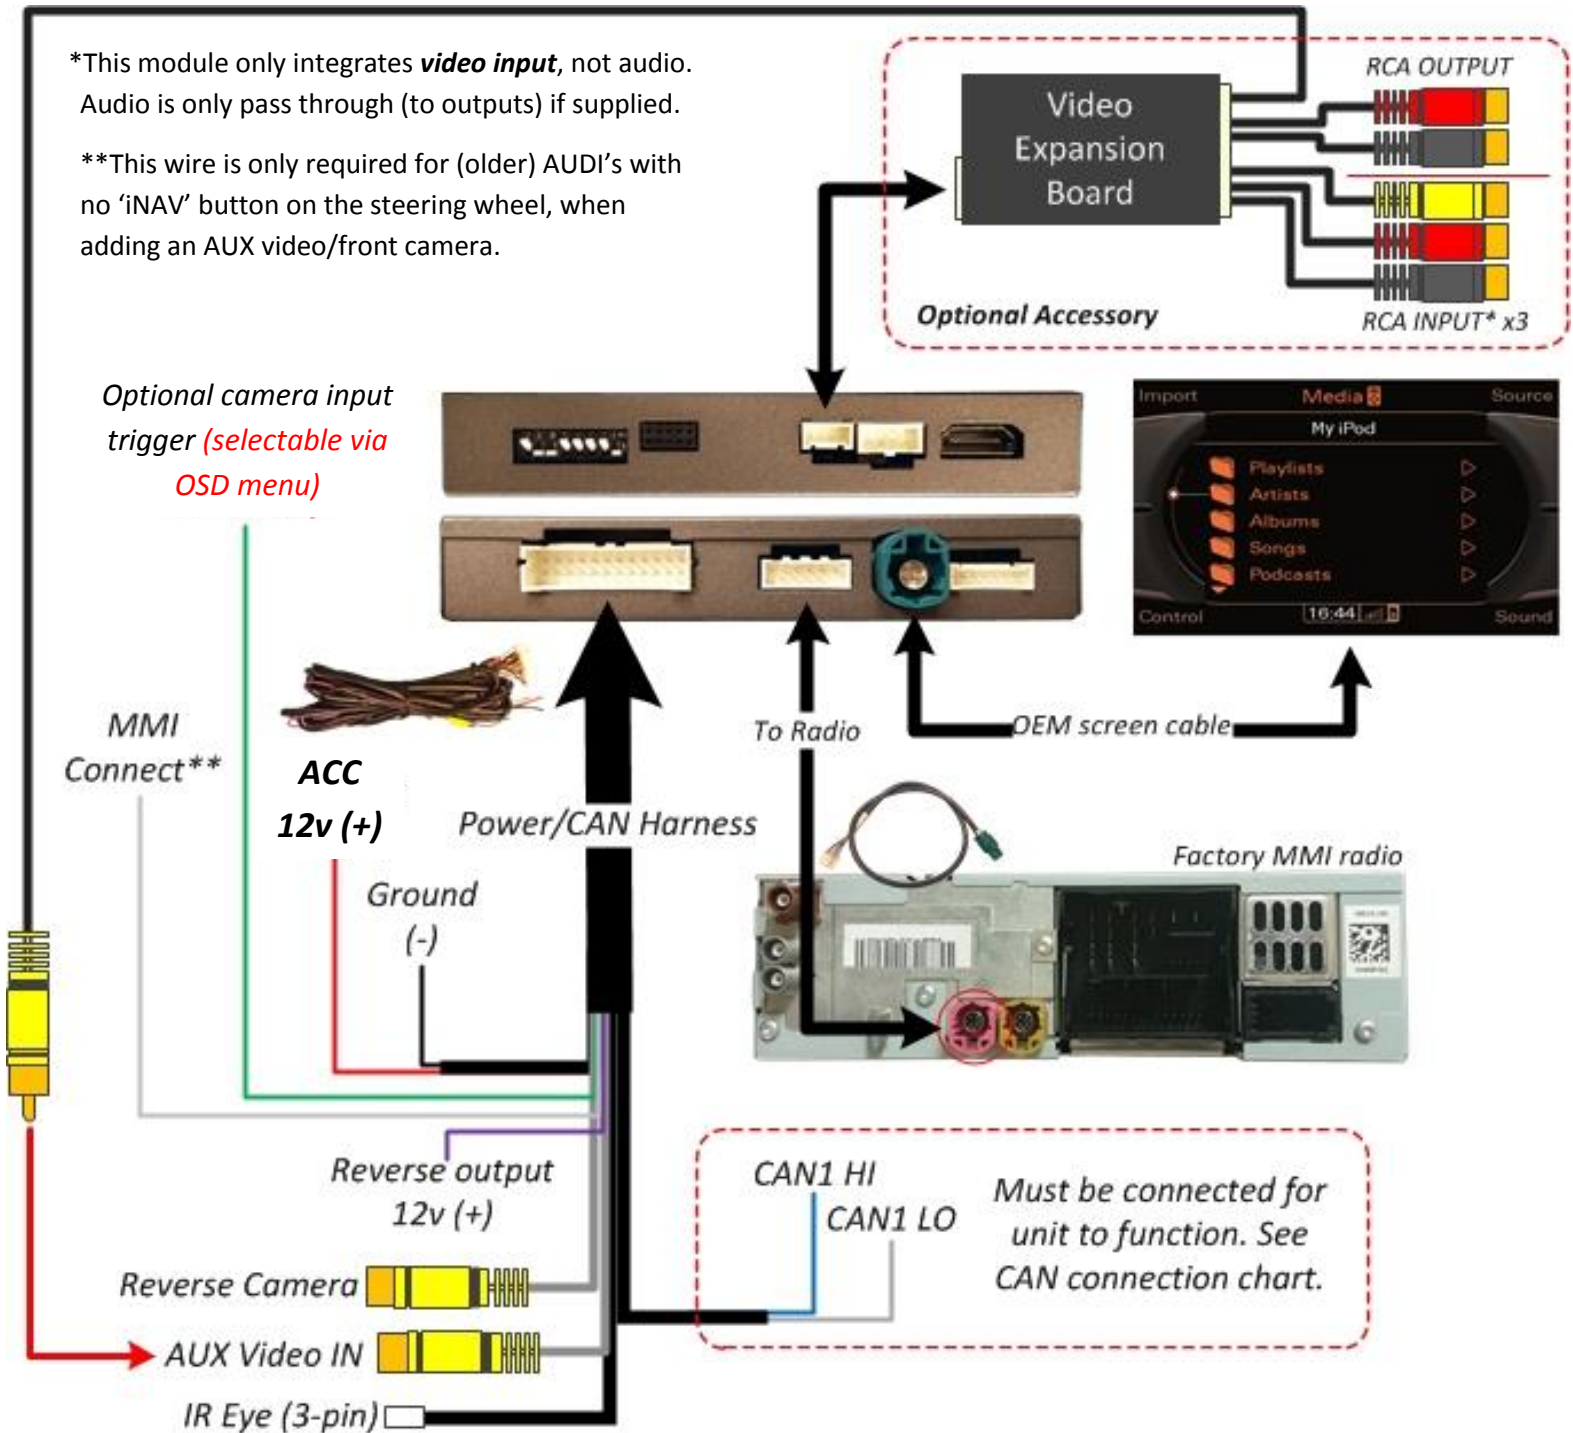 *This module only integrates video input, not audio.
Audio is only pass through (to outputs) if supplied.
**This wire is only required for (older) AUDI's with
no ‘iNAV’ button on the steering wheel, when
adding an AUX video/front camera.
Video
Expansion
Board
RCA OUTPUT
RCA INPUT* x3
Optional Accessory
Optional camera input
trigger (selectable via
OSD menu)
Import
Media
Source
My iPod
Playlists
Artists
Albums
Songs
Podcasts
Control
16:44
Sound
MMI
Connect**
ACC
12v (+)
Ground
(-)
Power/CAN Harness
To Radio
OEM screen cable
Factory MMI radio
Reverse output
12v (+)
Reverse Camera
AUX Video IN
IR Eye (3-pin)
CAN1 HI
CAN1 LO
Must be connected for
unit to function. See
CAN connection chart.